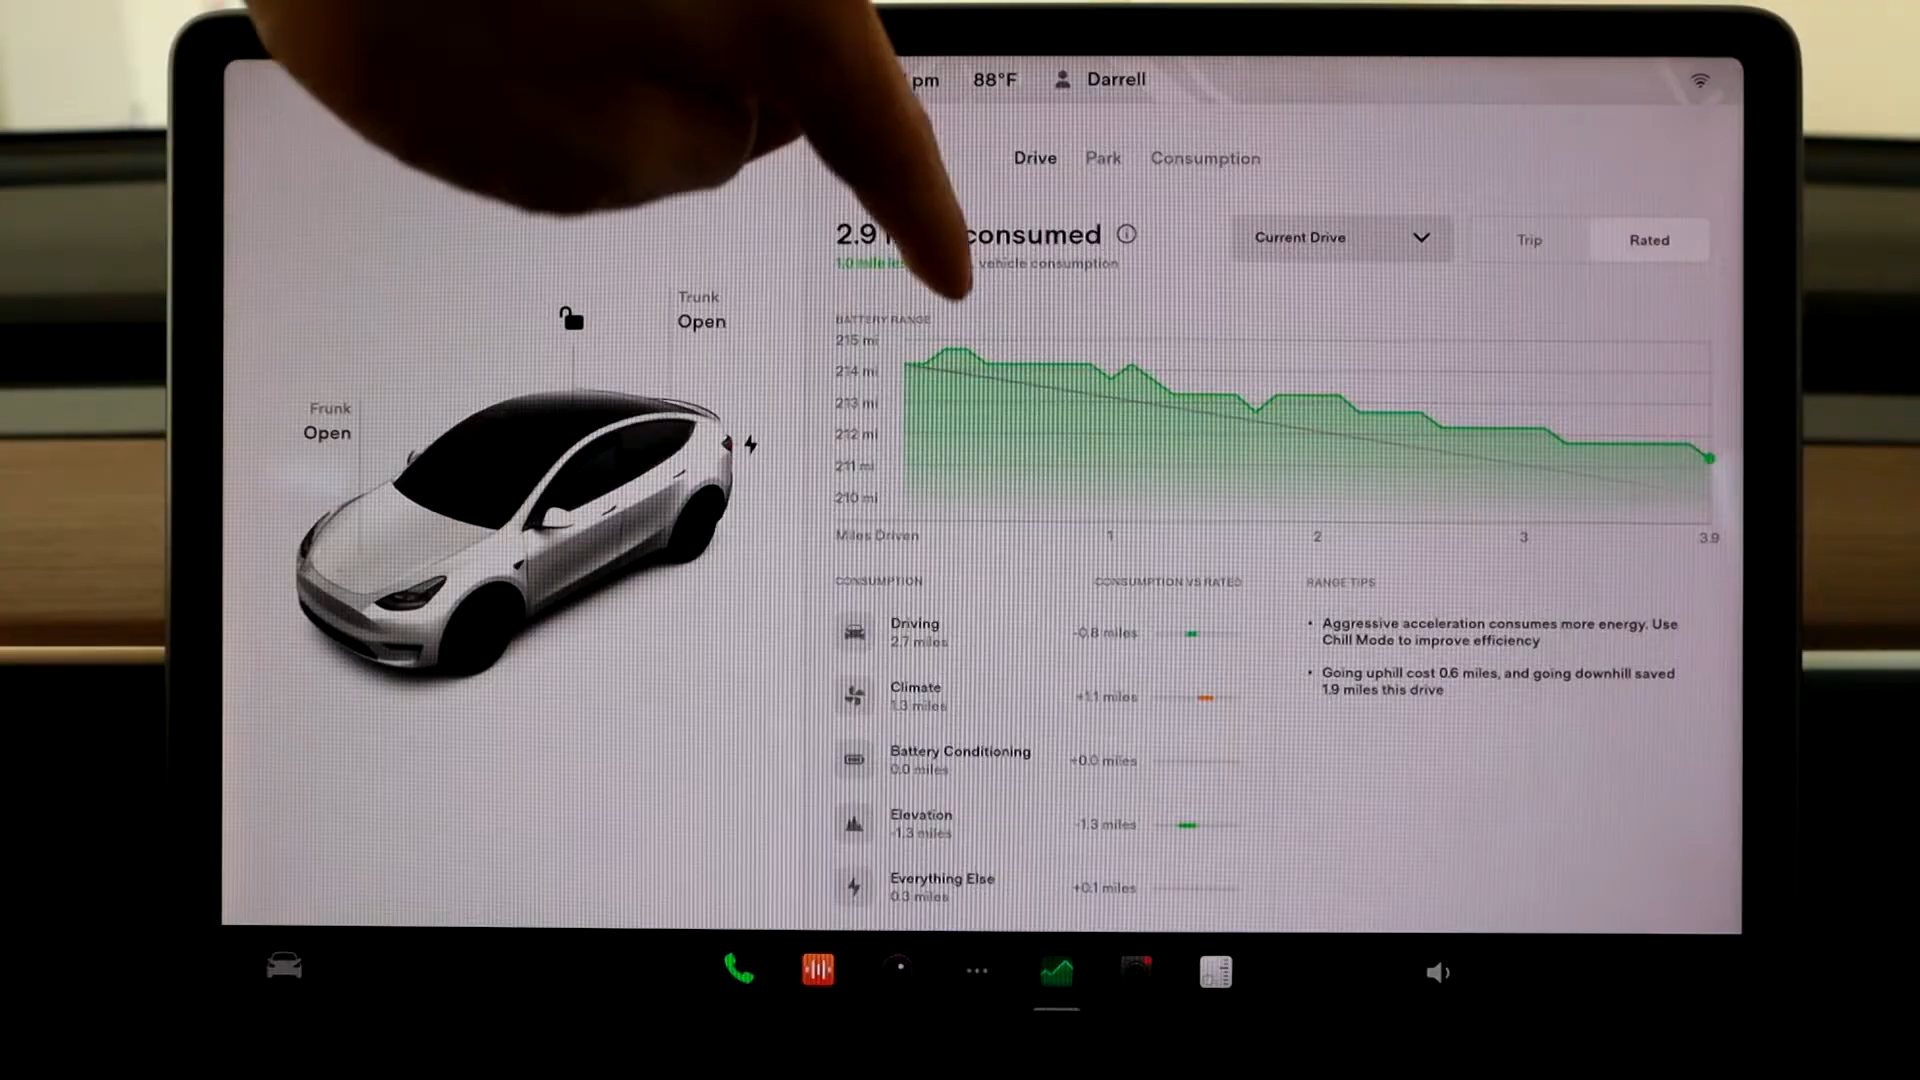 pm 88°F Darrell
Drive Park Consumption
2.9 consumed
1.0 mile vehicle consumption
Current Drive Trip Rated
Trunk
Open
Frunk
Open
BATTERY RANGE
215 mi
214 mi
213 mi
212 mi
211 mi
210 mi
Miles Driven 1 2 3 3.9
CONSUMPTION CONSUMPTION VS RATED RANGE TIPS
Driving
2.7 miles
-0.8 miles
Climate
1.3 miles
+1.1 miles
Battery Conditioning
0.0 miles
+0.0 miles
Elevation
-1.3 miles
-1.3 miles
Everything Else
0.3 miles
+0.1 miles
• Aggressive acceleration consumes more energy. Use
Chill Mode to improve efficiency
• Going uphill cost 0.6 miles, and going downhill saved
1.9 miles this drive